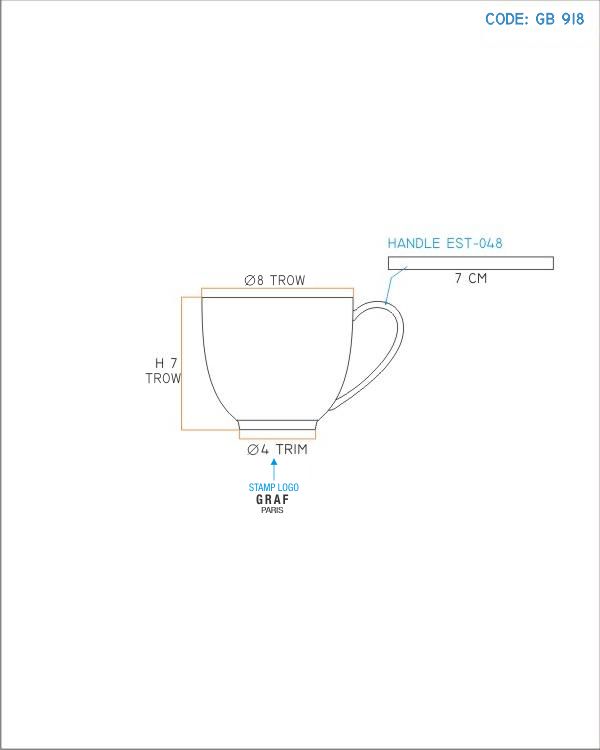 CODE: GB 918
HANDLE EST-048
7 CM
Ø8 TROW
H 7
TROW
Ø4 TRIM
STAMP LOGO
GRAF
PARIS